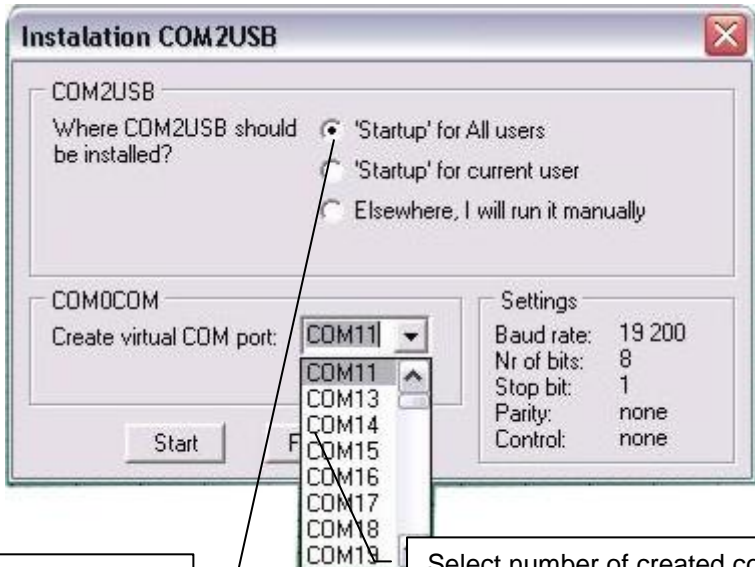 Instalation COM2USB
COM2USB
Where COM2USB should
be installed?
'Startup' for All users
'Startup' for current user
Elsewhere, I will run it manually
COM0COM
Create virtual COM port:
COM11
COM11
COM13
COM14
COM15
COM16
COM17
COM18
COM19
Settings
Baud rate: 19 200
Nr of bits: 8
Stop bit: 1
Parity: none
Control: none
Start
F
Select number of created co